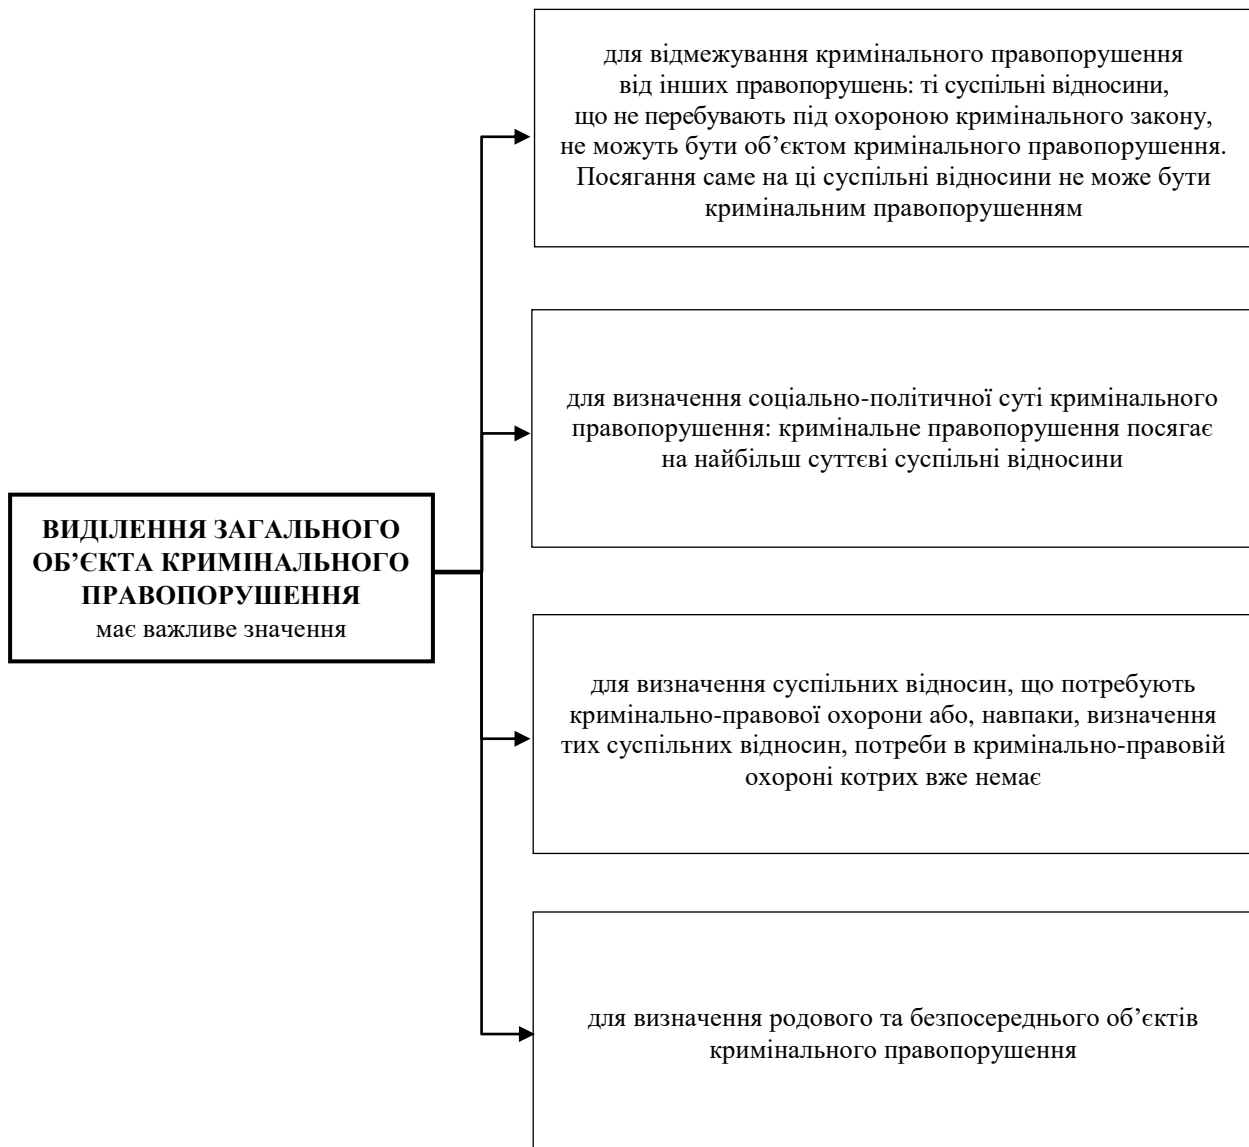 для відмежування кримінального правопорушення
від інших правопорушень: ті суспільні відносини,
що не перебувають під охороною кримінального закону,
не можуть бути об’єктом кримінального правопорушення.
Посягання саме на ці суспільні відносини не може бути
кримінальним правопорушенням
для визначення соціально-політичної суті кримінального
правопорушення: кримінальне правопорушення посягає
на найбільш суттєві суспільні відносини
ВИДІЛЕННЯ ЗАГАЛЬНОГО
ОБ’ЄКТА КРИМІНАЛЬНОГО
ПРАВОПОРУШЕННЯ
має важливе значення
для визначення суспільних відносин, що потребують
кримінально-правової охорони або, навпаки, визначення
тих суспільних відносин, потреби в кримінально-правовій
охороні котрих вже немає
для визначення родового та безпосереднього об’єктів
кримінального правопорушення